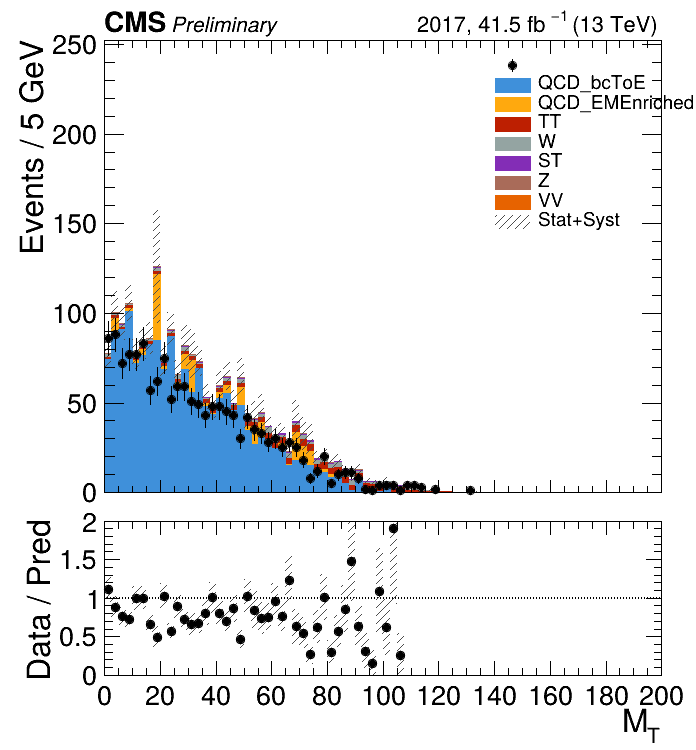 CMS Preliminary 2017, 41.5 fb⁻¹ (13 TeV)
Events / 5 GeV
250
200
150
100
50
0
QCD_bcToE
QCD_EMEnriched
TT
W
ST
Z
VV
Stat+Syst
Data / Pred
2
1.5
1
0.5
0
0 20 40 60 80 100 120 140 160 180 200
M_T